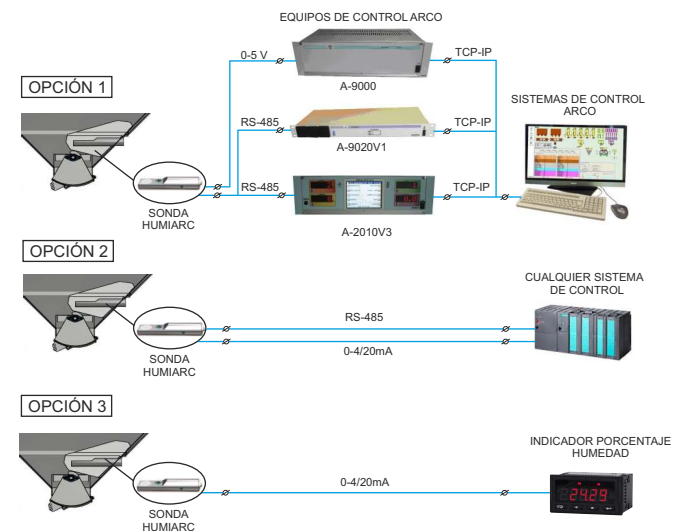 EQUIPOS DE CONTROL ARCO
0-5 V
TCP-IP
OPCIÓN 1
A-9000
SISTEMAS DE CONTROL
ARCO
RS-485
TCP-IP
A-9020V1
RS-485
TCP-IP
SONDA
HUMIARC
A-2010V3
OPCIÓN 2
CUALQUIER SISTEMA
DE CONTROL
RS-485
0-4/20mA
SONDA
HUMIARC
OPCIÓN 3
INDICADOR PORCENTAJE
HUMEDAD
0-4/20mA
24.29
SONDA
HUMIARC